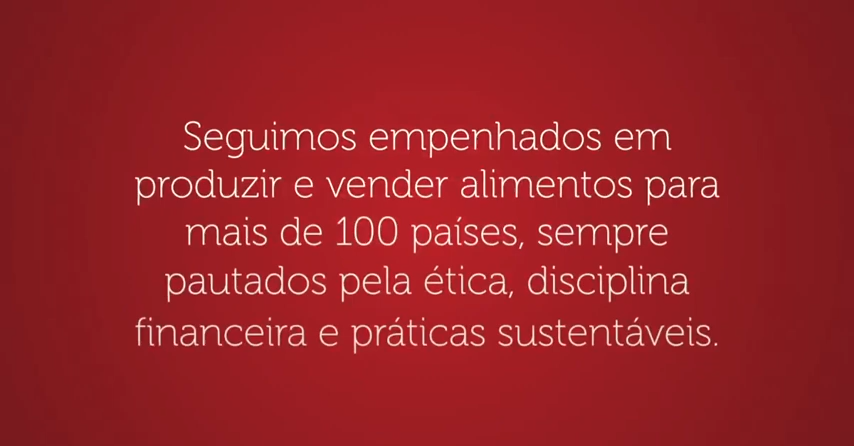 Seguimos empenhados em
produzir e vender alimentos para
mais de 100 países, sempre
pautados pela ética, disciplina
financeira e práticas sustentáveis.